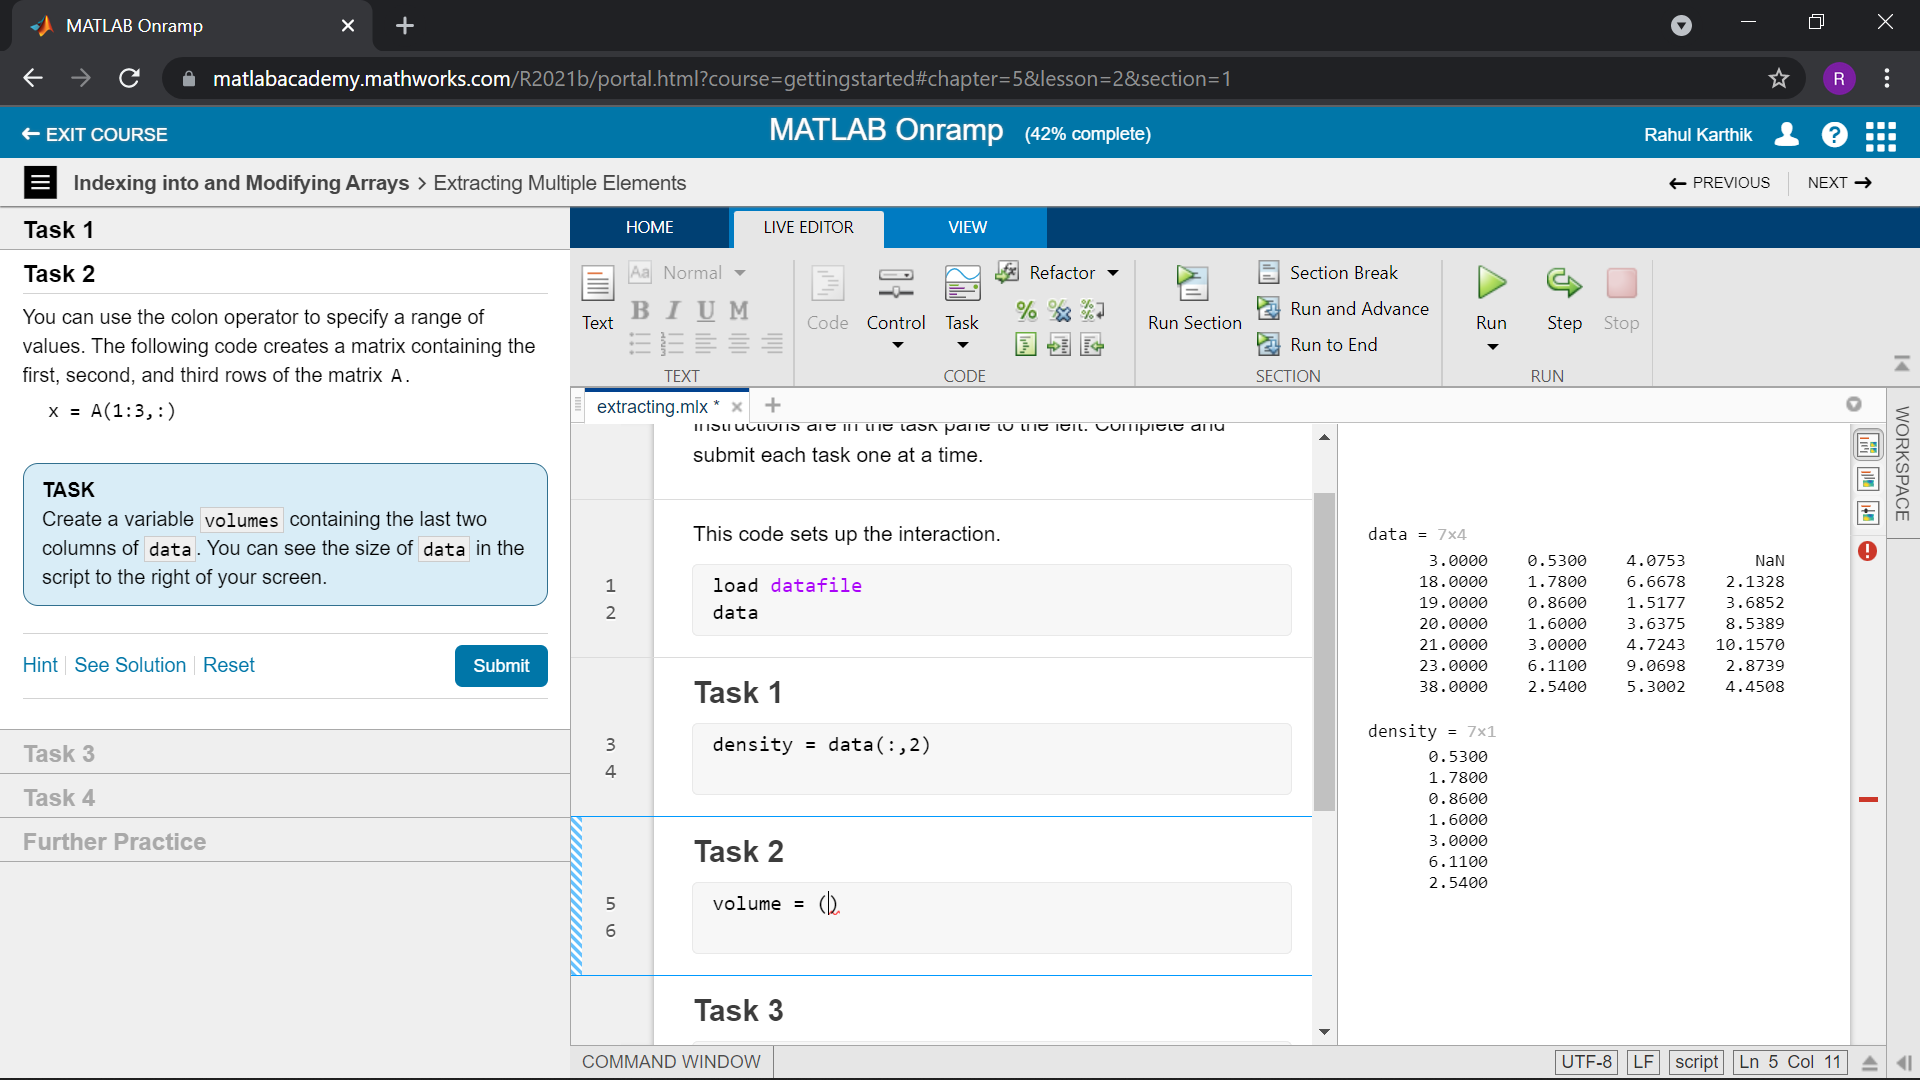 MATLAB Onramp
matlabacademy.mathworks.com/R2021b/portal.html?course=gettingstarted#chapter=5&lesson=2&section=1
R
EXIT COURSE
MATLAB Onramp (42% complete)
Rahul Karthik
?
Indexing into and Modifying Arrays > Extracting Multiple Elements
PREVIOUS
NEXT
Task 1
Task 2
You can use the colon operator to specify a range of
values. The following code creates a matrix containing the
first, second, and third rows of the matrix A.
x = A(1:3,:)
TASK
Create a variable volumes containing the last two
columns of data. You can see the size of data in the
script to the right of your screen.
Hint
See Solution
Reset
Submit
Task 3
Task 4
Further Practice
HOME
LIVE EDITOR
VIEW
Text
Aa Normal
B I U M
TEXT
Code
Control
Task
Refactor
CODE
Run Section
Section Break
Run and Advance
Run to End
SECTION
Run
Step
Stop
RUN
extracting.mlx *
WORKSPACE
Instructions are in the task pane to the left. Complete and
submit each task one at a time.
This code sets up the interaction.
1 load datafile
2 data
Task 1
3 density = data(:,2)
4
Task 2
5 volume = ()
6
Task 3
data = 7x4
3.0000 0.5300 4.0753 NaN
18.0000 1.7800 6.6678 2.1328
19.0000 0.8600 1.5177 3.6852
20.0000 1.6000 3.6375 8.5389
21.0000 3.0000 4.7243 10.1570
23.0000 6.1100 9.0698 2.8739
38.0000 2.5400 5.3002 4.4508
density = 7x1
0.5300
1.7800
0.8600
1.6000
3.0000
6.1100
2.5400
COMMAND WINDOW
UTF-8
LF
script
Ln 5 Col 11